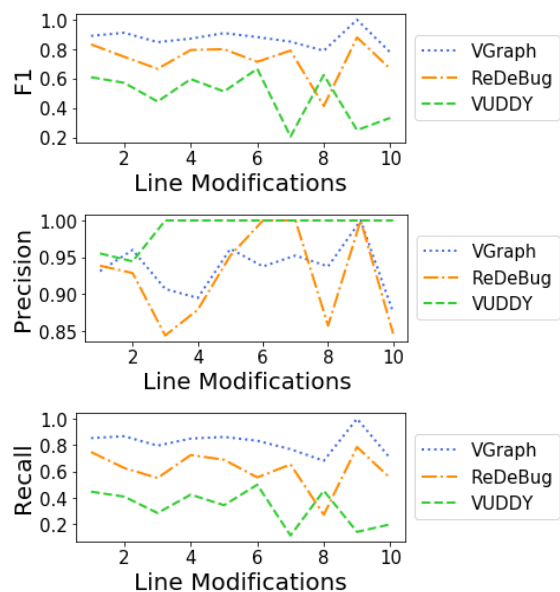 1.0
0.8
0.6
0.4
0.2
F1
2 4 6 8 10
Line Modifications
VGraph
ReDeBug
VUDDY
1.00
0.95
0.90
0.85
Precision
2 4 6 8 10
Line Modifications
VGraph
ReDeBug
VUDDY
1.0
0.8
0.6
0.4
0.2
Recall
2 4 6 8 10
Line Modifications
VGraph
ReDeBug
VUDDY